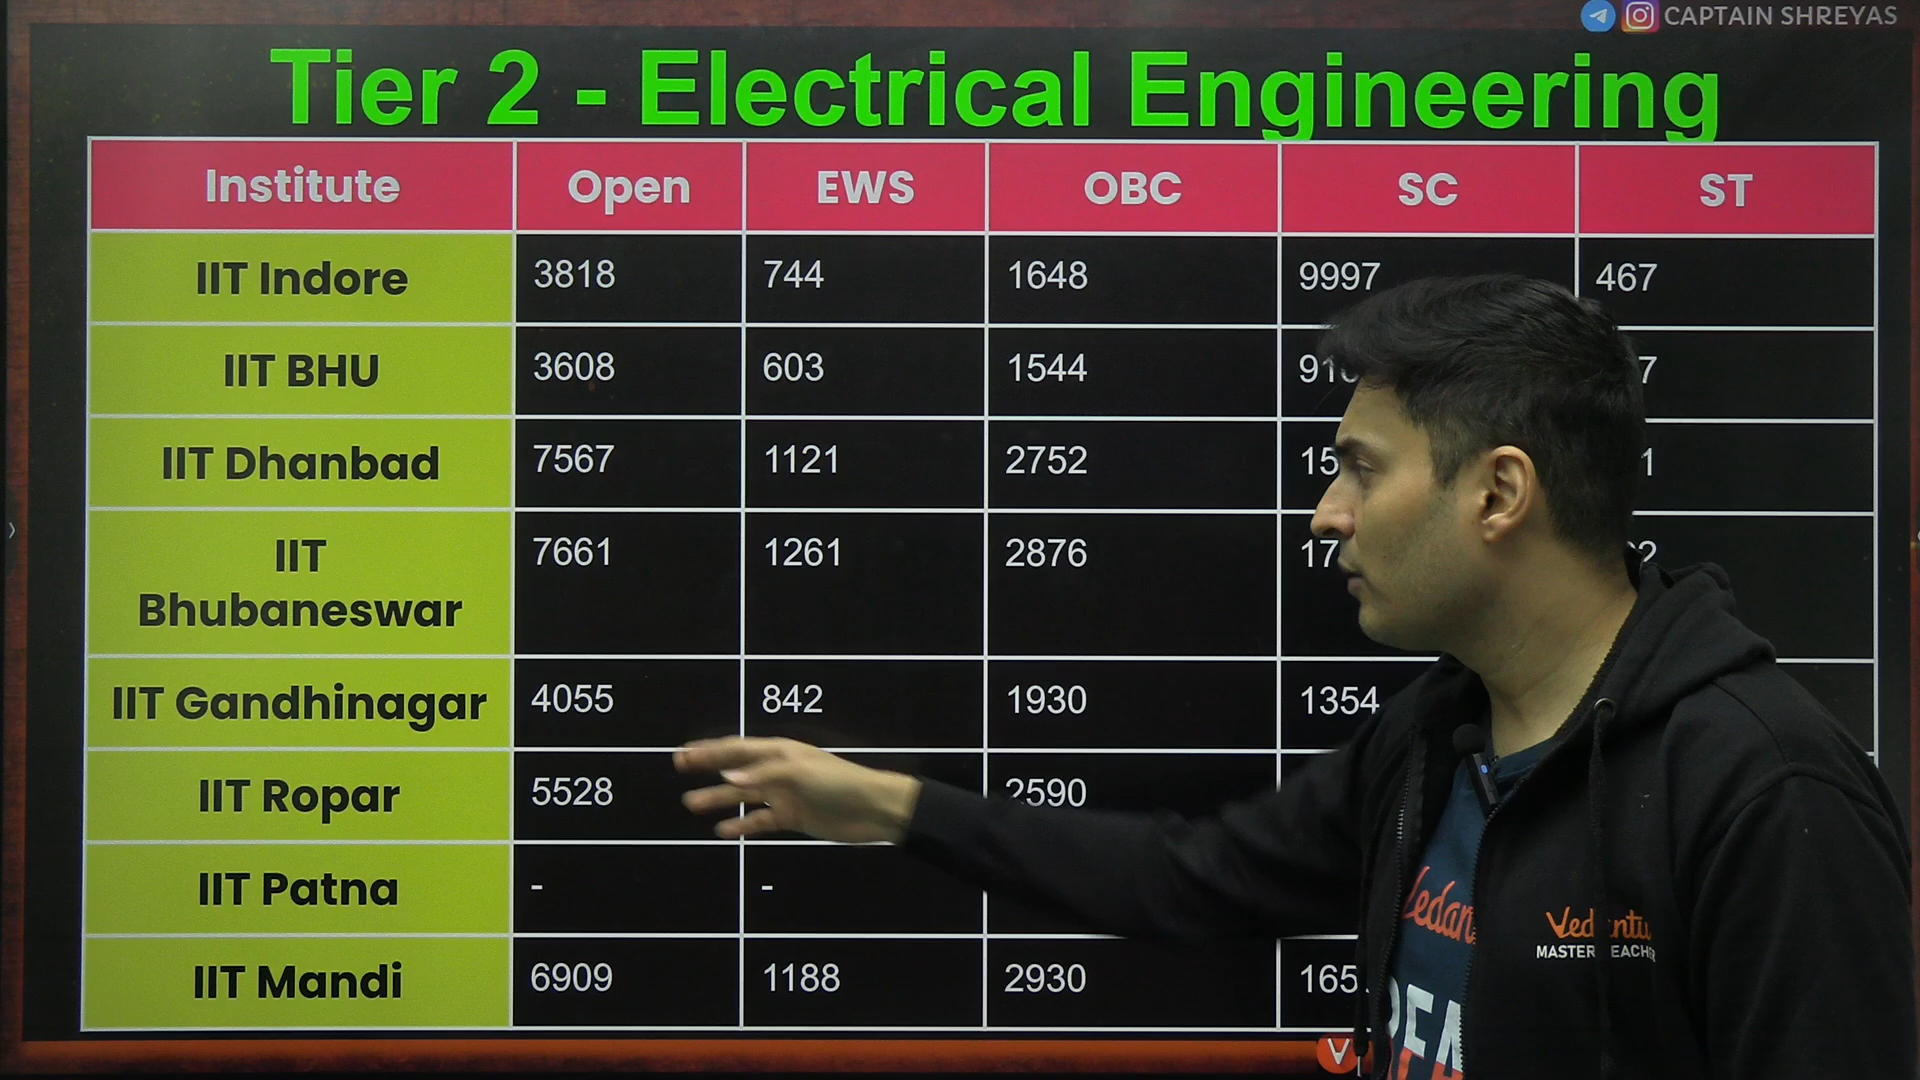 CAPTAIN SHREYAS
Tier 2 - Electrical Engineering
Institute Open EWS OBC SC ST
IIT Indore 3818 744 1648 9997 467
IIT BHU 3608 603 1544
IIT Dhanbad 7567 1121 2752
IIT Bhubaneswar 7661 1261 2876
IIT Gandhinagar 4055 842 1930 1354
IIT Ropar 5528 2590
IIT Patna - -
IIT Mandi 6909 1188 2930
Vedantu
MASTER TEACHER